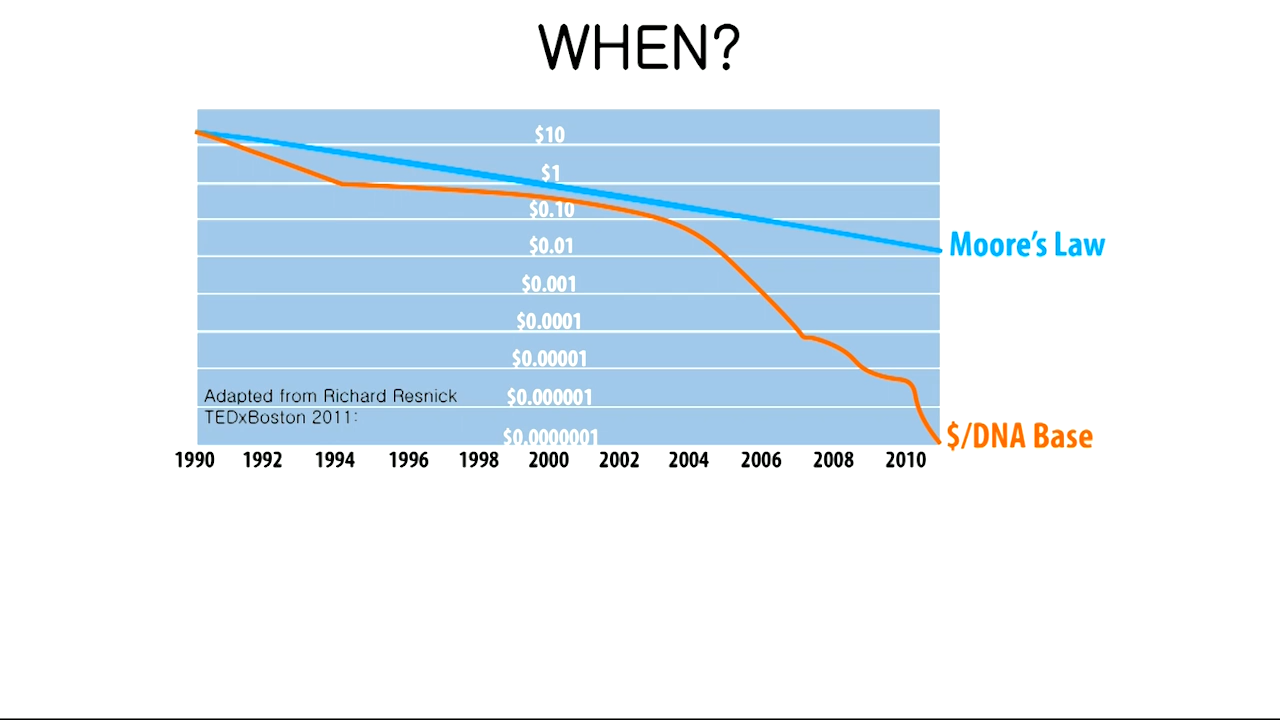 WHEN?
$10
$1
$0.10
$0.01
$0.001
$0.0001
$0.00001
$0.000001
$0.0000001
Moore's Law
Adapted from Richard Resnick
TEDxBoston 2011:
$/DNA Base
1990 1992 1994 1996 1998 2000 2002 2004 2006 2008 2010